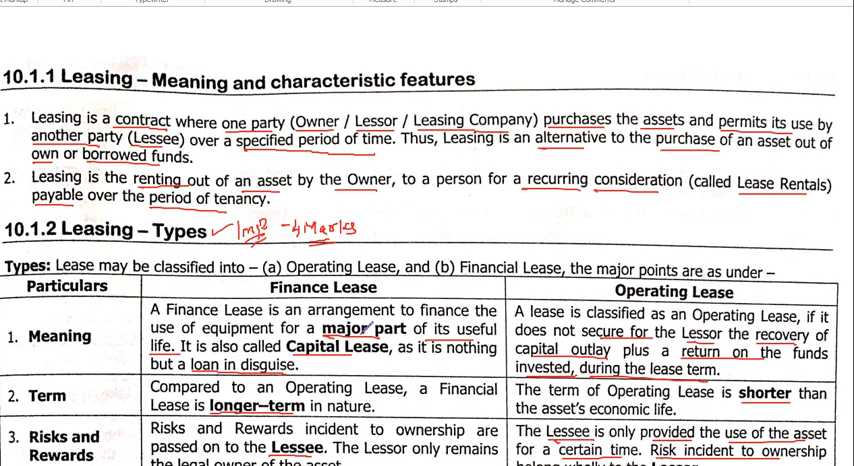 10.1.1 Leasing – Meaning and characteristic features
1. Leasing is a contract where one party (Owner / Lessor / Leasing Company) purchases the assets and permits its use by
another party (Lessee) over a specified period of time. Thus, Leasing is an alternative to the purchase of an asset out of
own or borrowed funds.
2. Leasing is the renting out of an asset by the Owner, to a person for a recurring consideration (called Lease Rentals)
payable over the period of tenancy.
10.1.2 Leasing – Types ✓ Imp – 4 Marks
Types: Lease may be classified into – (a) Operating Lease, and (b) Financial Lease, the major points are as under –
Particulars Finance Lease Operating Lease
1. Meaning
A Finance Lease is an arrangement to finance the
use of equipment for a major part of its useful
life. It is also called Capital Lease, as it is nothing
but a loan in disguise.
A lease is classified as an Operating Lease, if it
does not secure for the Lessor the recovery of
capital outlay plus a return on the funds
invested, during the lease term.
2. Term
Compared to an Operating Lease, a Financial
Lease is longer–term in nature.
The term of Operating Lease is shorter than
the asset's economic life.
3. Risks and
Rewards
Risks and Rewards incident to ownership are
passed on to the Lessee. The Lessor only remains
the legal owner of the asset
The Lessee is only provided the use of the asset
for a certain time. Risk incident to ownership